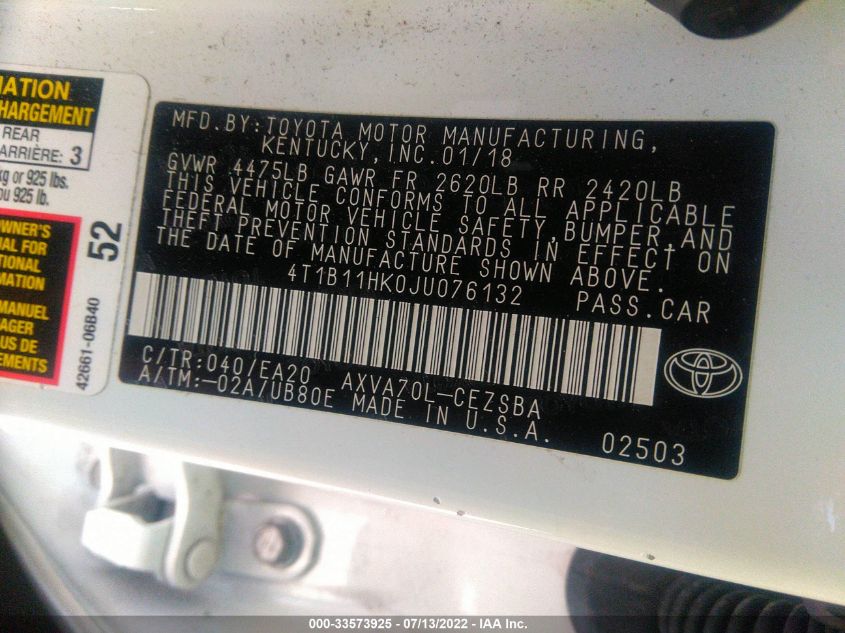 MATION
CHARGEMENT
REAR
ARRIÈRE: 3
kg or 925 lbs.
ou 925 lb.
OWNER'S
UAL FOR
TIONAL
RMATION
MANUEL
AGER
US DE
EMENTS
52
42661-06B40
MFD.BY:TOYOTA MOTOR MANUFACTURING,
KENTUCKY,INC.01/18
GVWR 4475LB GAWR FR 2620LB RR 2420LB
THIS VEHICLE CONFORMS TO ALL APPLICABLE
FEDERAL MOTOR VEHICLE SAFETY,BUMPER,AND
THEFT PREVENTION STANDARDS IN EFFECT ON
THE DATE OF MANUFACTURE SHOWN ABOVE.
4T1B11HK0JU076132 PASS.CAR
C/TR:040/EA20 AXVA70L-CEZSBA
A/TM:-02A/UB80E MADE IN U.S.A.
02503
TOYOTA
000-33573925 - 07/13/2022 - IAA Inc.